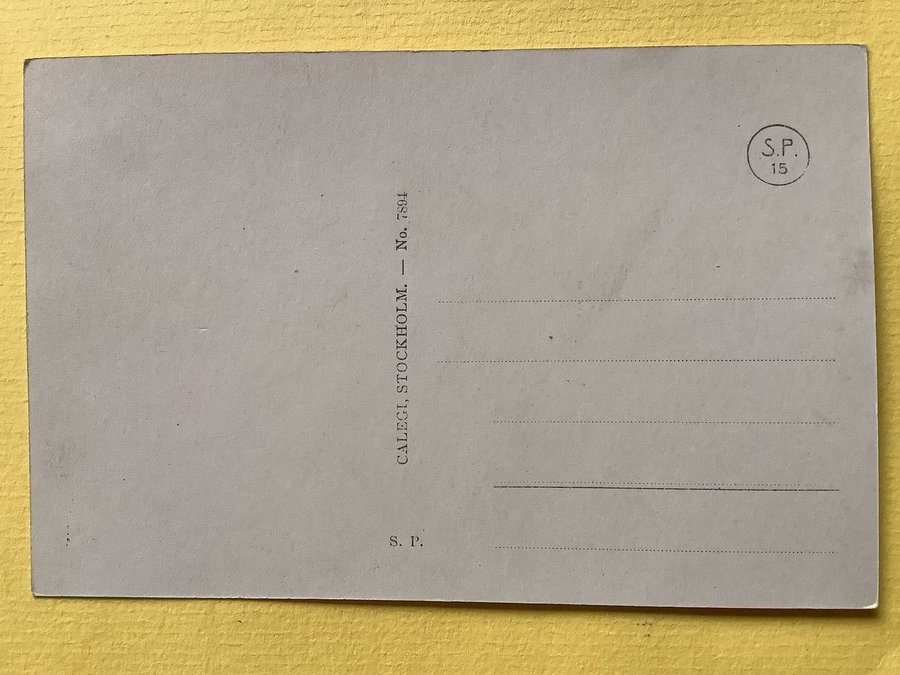 S.P.
15
CALEGI, STOCKHOLM. — No. 7894
S. P.